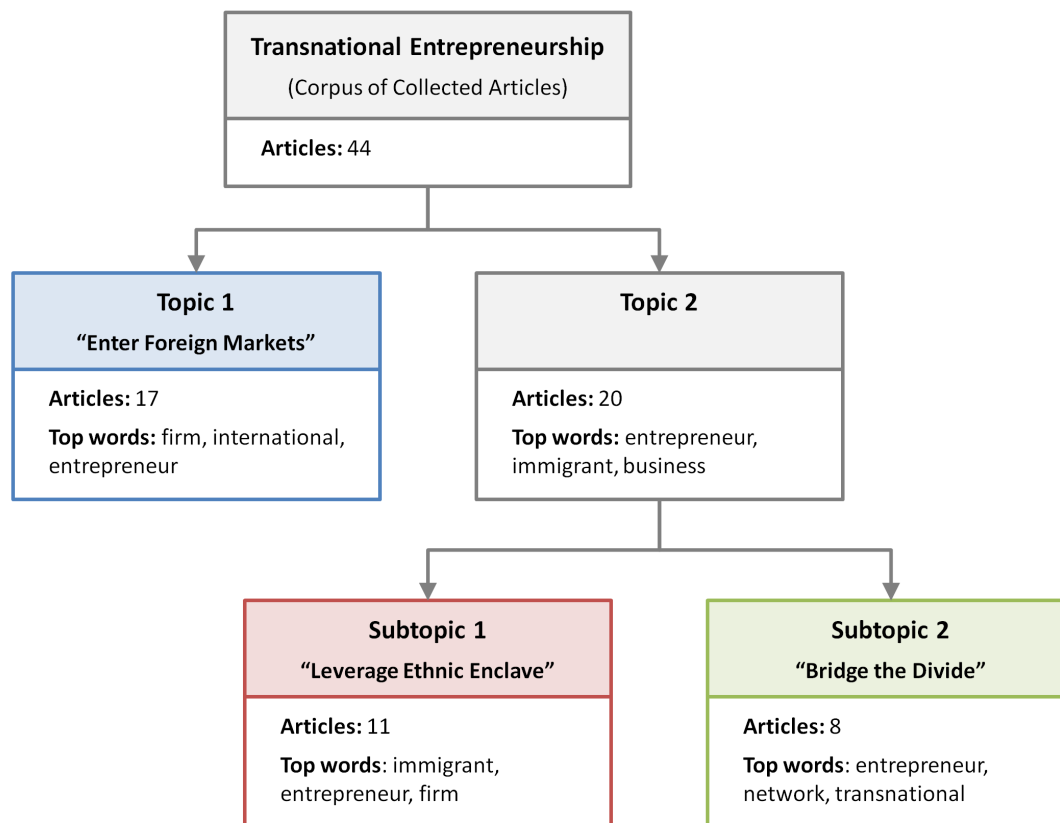 Transnational Entrepreneurship
(Corpus of Collected Articles)
Articles: 44
Topic 1
“Enter Foreign Markets”
Articles: 17
Top words: firm, international,
entrepreneur
Topic 2
Articles: 20
Top words: entrepreneur,
immigrant, business
Subtopic 1
“Leverage Ethnic Enclave”
Articles: 11
Top words: immigrant,
entrepreneur, firm
Subtopic 2
“Bridge the Divide”
Articles: 8
Top words: entrepreneur,
network, transnational